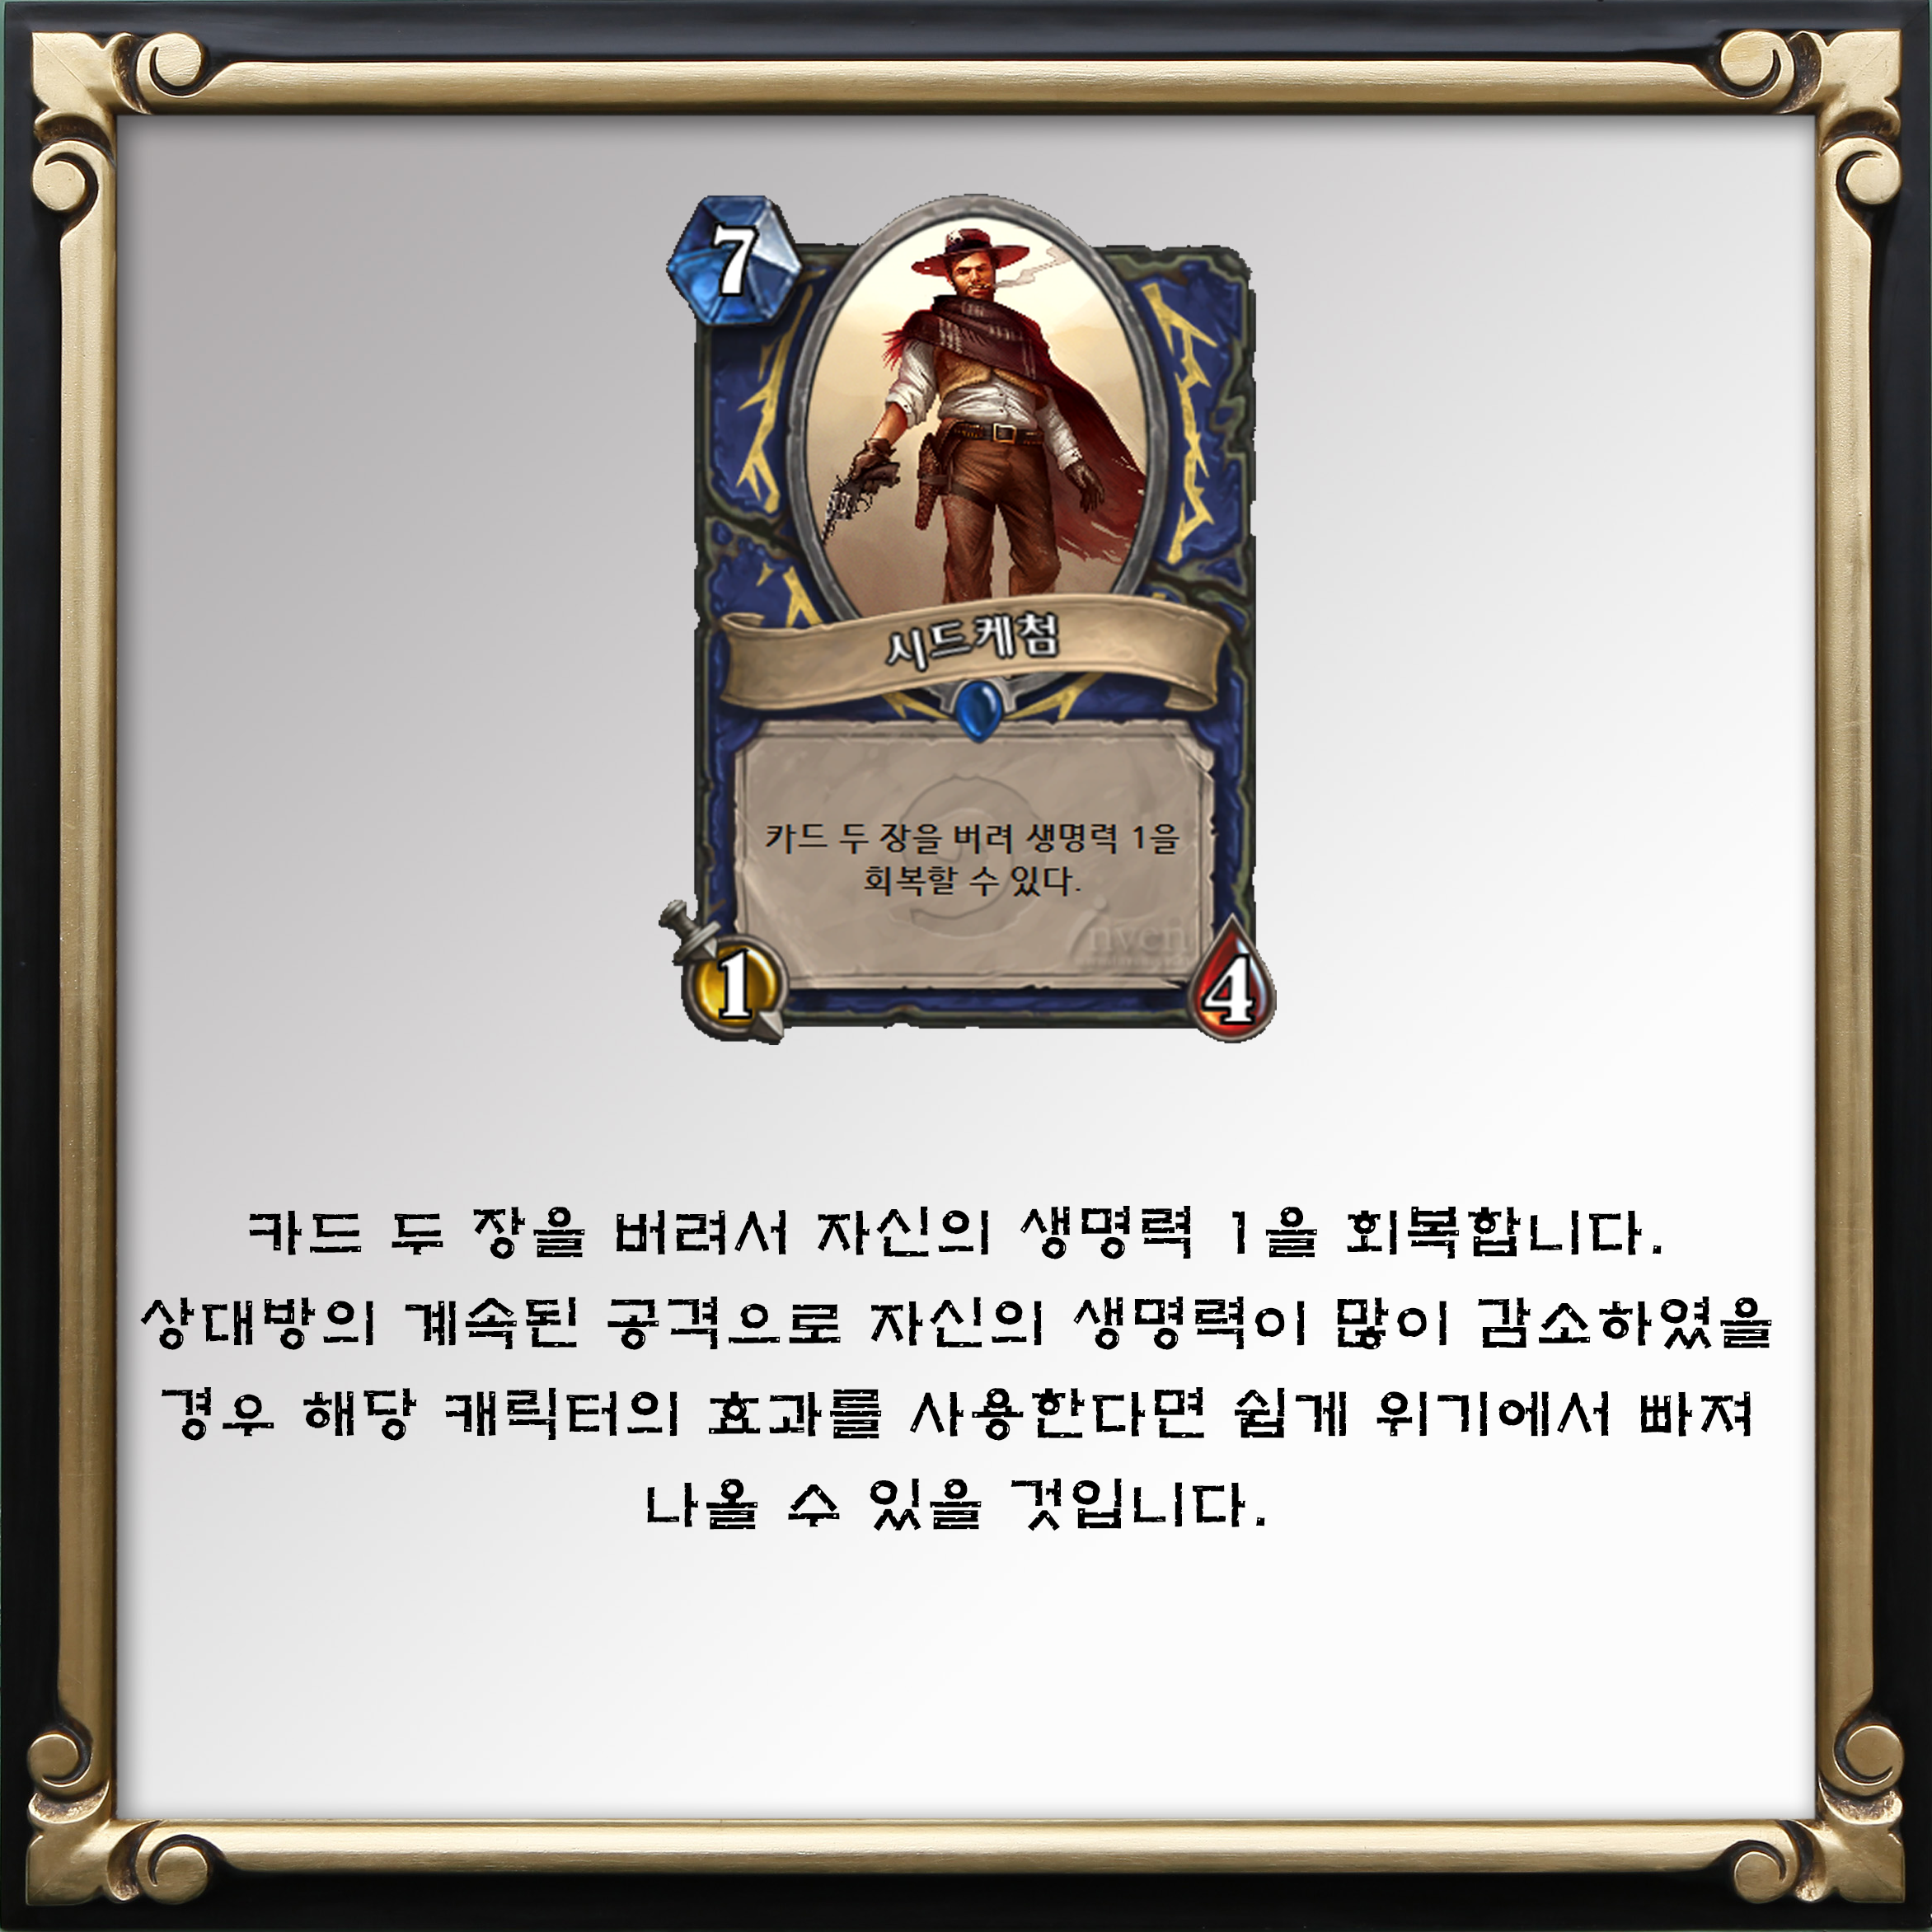 7
시드케첨
카드 두 장을 버려 생명력 1을
회복할 수 있다.
inven
1
4
카드 두 장을 버려서 자신의 생명력 1을 회복합니다.
상대방의 계속된 공격으로 자신의 생명력이 많이 감소하였을
경우 해당 캐릭터의 효과를 사용한다면 쉽게 위기에서 빠져
나올 수 있을 것입니다.